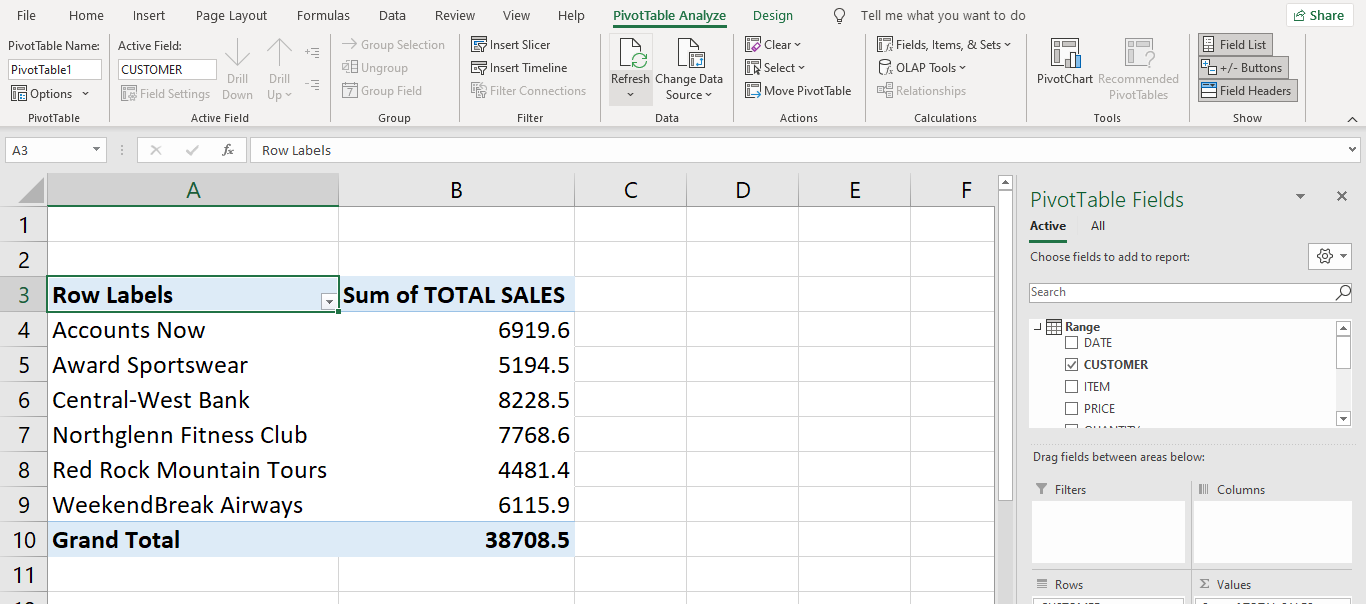 File Home Insert Page Layout Formulas Data Review View Help PivotTable Analyze Design Tell me what you want to do Share
PivotTable Name:
PivotTable1
Options
PivotTable
Active Field:
CUSTOMER
Field Settings
Drill Down
Drill Up
Active Field
Group Selection
Ungroup
Group Field
Group
Insert Slicer
Insert Timeline
Filter Connections
Filter
Refresh
Change Data Source
Data
Clear
Select
Move PivotTable
Actions
Fields, Items, & Sets
OLAP Tools
Relationships
Calculations
PivotChart
Recommended PivotTables
Tools
Field List
+/- Buttons
Field Headers
Show
A3 fx Row Labels
A B C D E F
1
2
3 Row Labels Sum of TOTAL SALES
4 Accounts Now 6919.6
5 Award Sportswear 5194.5
6 Central-West Bank 8228.5
7 Northglenn Fitness Club 7768.6
8 Red Rock Mountain Tours 4481.4
9 WeekendBreak Airways 6115.9
10 Grand Total 38708.5
11
PivotTable Fields
Active All
Choose fields to add to report:
Search
Range
DATE
CUSTOMER
ITEM
PRICE
QUANTITY
Drag fields between areas below:
Filters Columns
Rows Σ Values